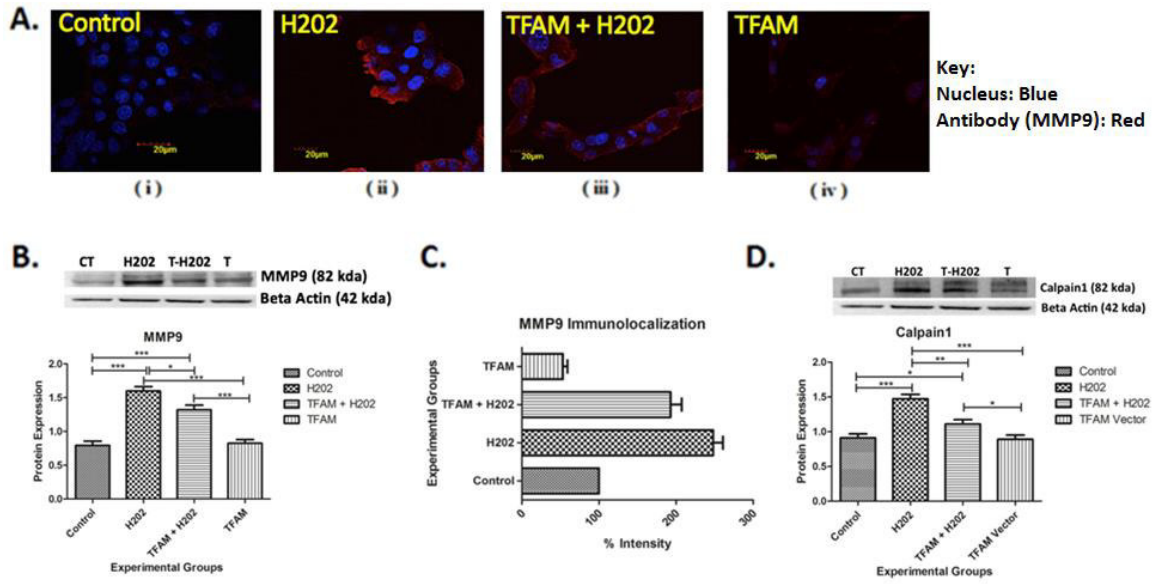 A.
Control
H202
TFAM + H202
TFAM
20µm
20µm
20µm
20µm
Key:
Nucleus: Blue
Antibody (MMP9): Red
( i )
( ii )
( iii )
( iv )
B.
CT H202 T-H202 T
MMP9 (82 kda)
Beta Actin (42 kda)
MMP9
***
*** *
***
***
Protein Expression
2.0
1.5
1.0
0.5
0.0
Control
H202
TFAM + H202
TFAM
Experimental Groups
Control
H202
TFAM + H202
TFAM
C.
MMP9 Immunolocalization
Experimental Groups
TFAM
TFAM + H202
H202
Control
0 100 200 300
% Intensity
D.
CT H202 T-H202 T
Calpain1 (82 kda)
Beta Actin (42 kda)
Calpain1
***
**
*
***
*
Protein Expression
2.0
1.5
1.0
0.5
0.0
Control
H202
TFAM + H202
TFAM Vector
Experimental Groups
Control
H202
TFAM + H202
TFAM Vector